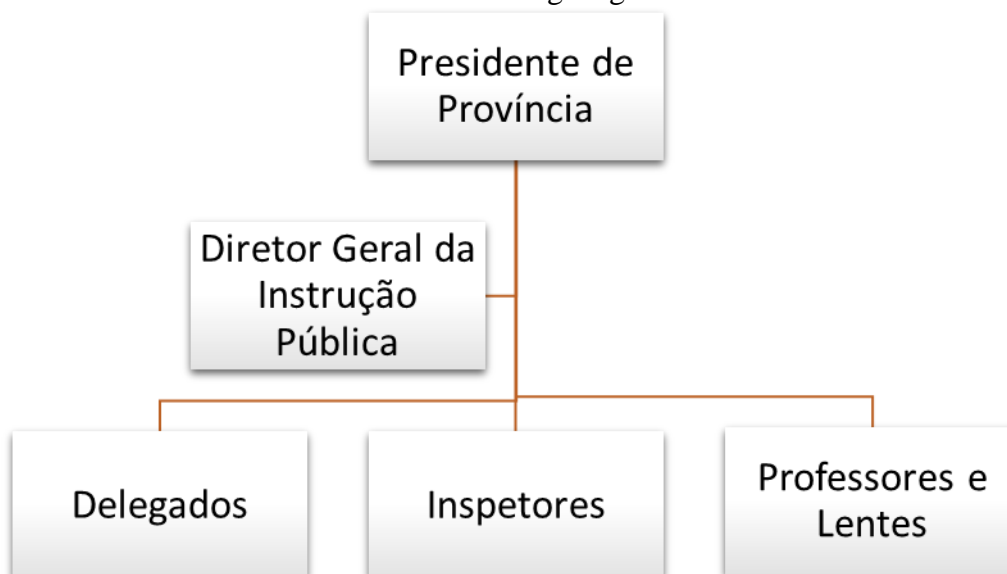 Presidente de
Província
Diretor Geral da
Instrução
Pública
Delegados
Inspetores
Professores e
Lentes